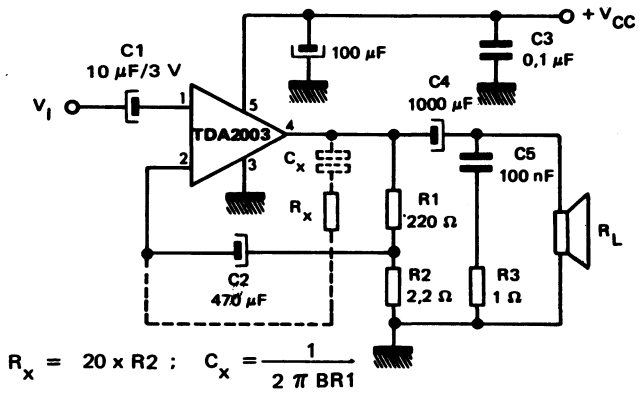 + VCC
C1
10 µF/3 V
100 µF
C3
0,1 µF
C4
1000 µF
VI
1
5
TDA2003
4
2
3
Cx
C5
100 nF
Rx
R1
220 Ω
RL
C2
470 µF
R2
2,2 Ω
R3
1 Ω
Rx = 20 x R2 ; Cx = 1 / 2 π BR1